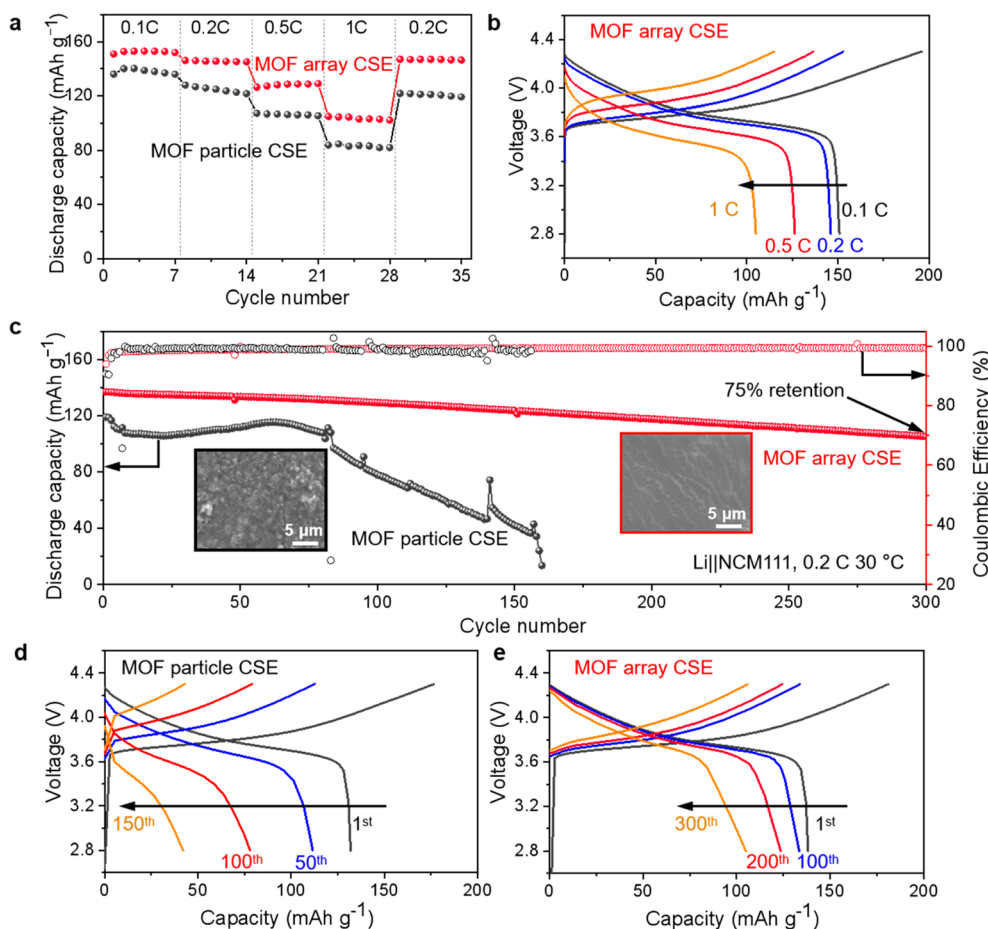 a
0.1C 0.2C 0.5C 1C 0.2C
MOF array CSE
MOF particle CSE
Discharge capacity (mAh g⁻¹)
160
120
80
40
0
0 7 14 21 28 35
Cycle number
b
MOF array CSE
Voltage (V)
4.4
4.0
3.6
3.2
2.8
1 C
0.5 C
0.2 C
0.1 C
0 50 100 150 200
Capacity (mAh g⁻¹)
c
Discharge capacity (mAh g⁻¹)
160
120
80
40
0
75% retention
MOF array CSE
5 μm
5 μm
MOF particle CSE
Li||NCM111, 0.2 C 30 °C
100
80
60
40
20
Coulombic Efficiency (%)
0 50 100 150 200 250 300
Cycle number
d
MOF particle CSE
Voltage (V)
4.4
4.0
3.6
3.2
2.8
150th
100th
50th
1st
0 50 100 150 200
Capacity (mAh g⁻¹)
e
MOF array CSE
Voltage (V)
4.4
4.0
3.6
3.2
2.8
300th
200th
100th
1st
0 50 100 150 200
Capacity (mAh g⁻¹)